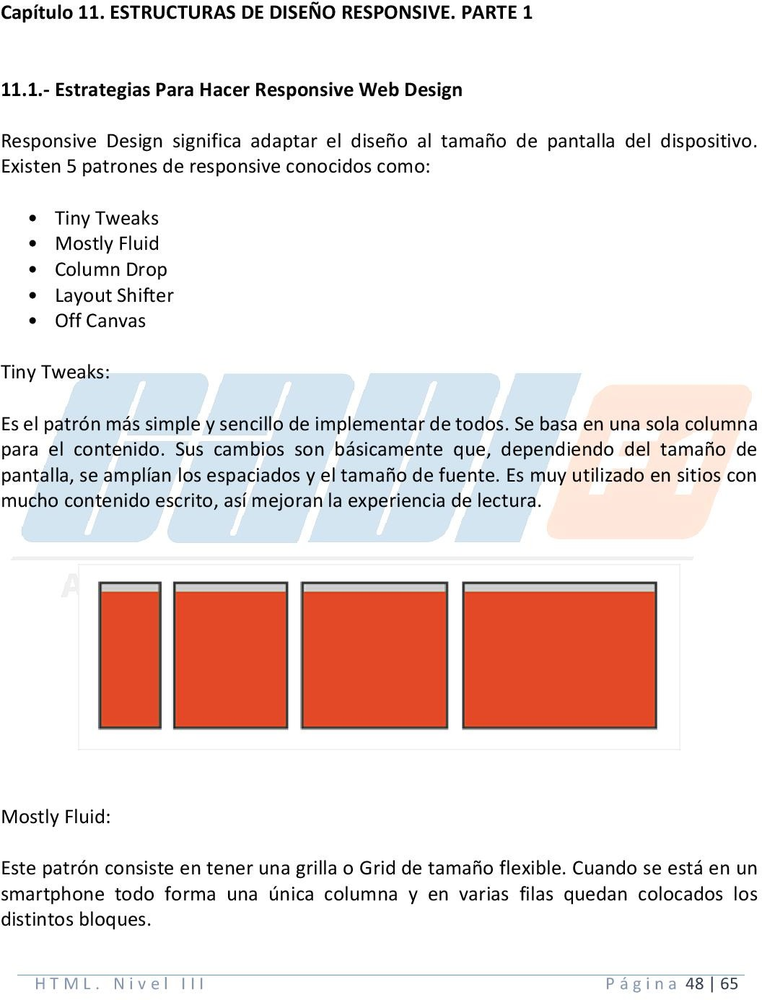 Capítulo 11. ESTRUCTURAS DE DISEÑO RESPONSIVE. PARTE 1
11.1.- Estrategias Para Hacer Responsive Web Design
Responsive Design significa adaptar el diseño al tamaño de pantalla del dispositivo.
Existen 5 patrones de responsive conocidos como:
• Tiny Tweaks
• Mostly Fluid
• Column Drop
• Layout Shifter
• Off Canvas
Tiny Tweaks:
Es el patrón más simple y sencillo de implementar de todos. Se basa en una sola columna
para el contenido. Sus cambios son básicamente que, dependiendo del tamaño de
pantalla, se amplían los espaciados y el tamaño de fuente. Es muy utilizado en sitios con
mucho contenido escrito, así mejoran la experiencia de lectura.
Mostly Fluid:
Este patrón consiste en tener una grilla o Grid de tamaño flexible. Cuando se está en un
smartphone todo forma una única columna y en varias filas quedan colocados los
distintos bloques.
HTML. Nivel III Página 48 | 65